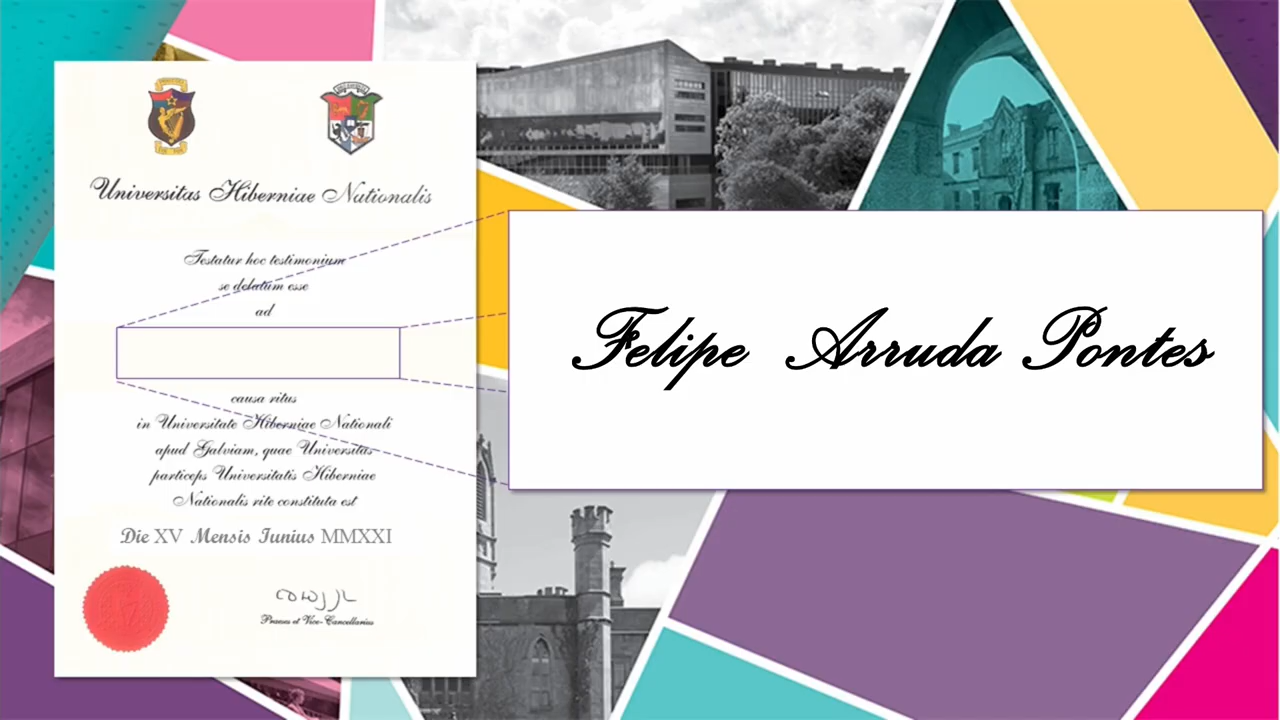 Universitas Hiberniae Nationalis
Testatur hoc testimonium
se delatum esse
ad
Felipe Arruda Pontes
causa ritus
in Universitate Hiberniae Nationali
apud Galviam, quae Universitas
particeps Universitatis Hiberniae
Nationalis rite constituta est
Die XV Mensis Iunius MMXXI
Praeses et Vice-Cancellarius